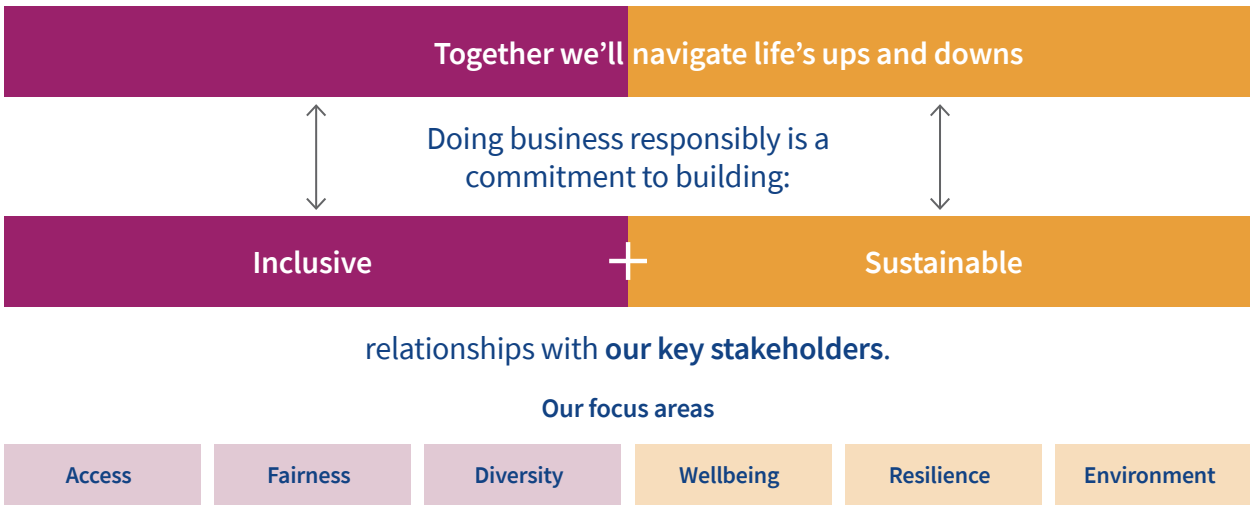 Together we’ll navigate life’s ups and downs
Doing business responsibly is a
commitment to building:
Inclusive + Sustainable
relationships with our key stakeholders.
Our focus areas
Access Fairness Diversity Wellbeing Resilience Environment